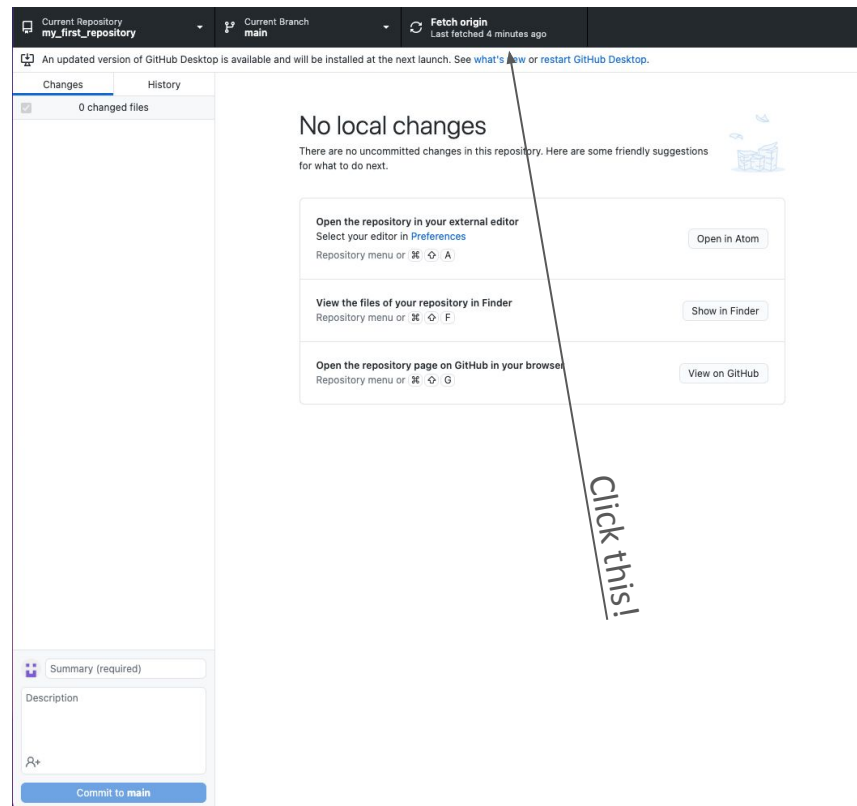 Current Repository
my_first_repository
Current Branch
main
Fetch origin
Last fetched 4 minutes ago
An updated version of GitHub Desktop is available and will be installed at the next launch. See what's new or restart GitHub Desktop.
Changes
History
0 changed files
No local changes
There are no uncommitted changes in this repository. Here are some friendly suggestions
for what to do next.
Open the repository in your external editor
Select your editor in Preferences
Repository menu or ⌘ ⇧ A
Open in Atom
View the files of your repository in Finder
Repository menu or ⌘ ⇧ F
Show in Finder
Open the repository page on GitHub in your browser
Repository menu or ⌘ ⇧ G
View on GitHub
Click this!
Summary (required)
Description
Commit to main